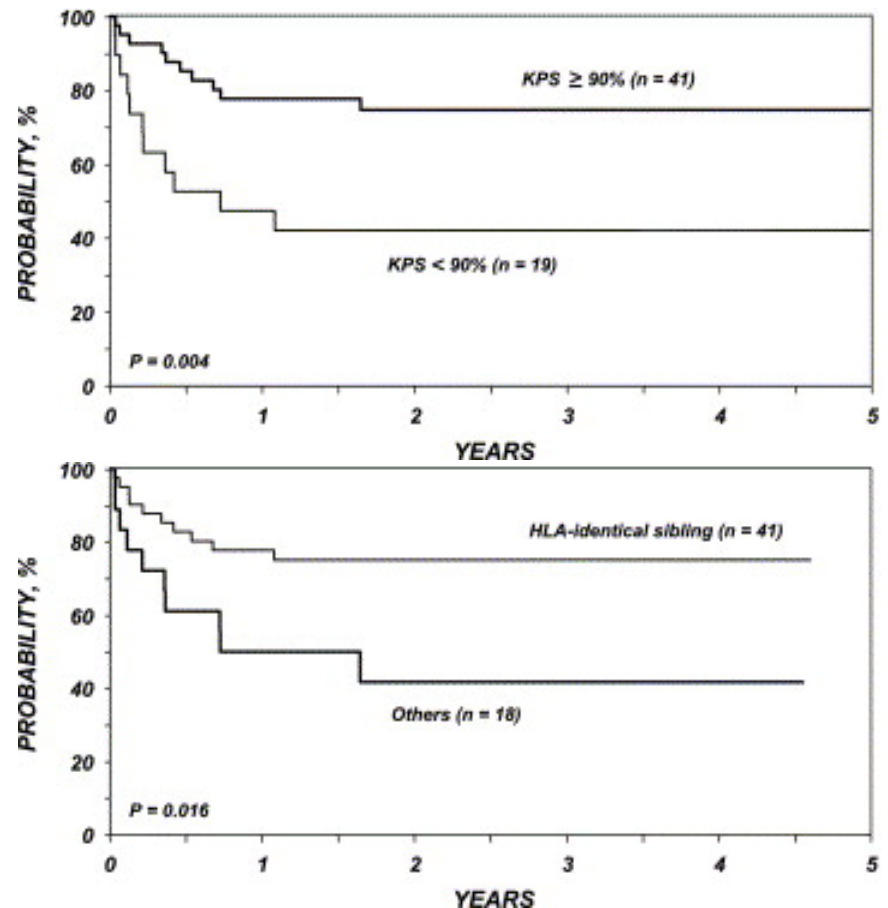 100
80
60
40
20
0
PROBABILITY, %
KPS ≥ 90% (n = 41)
KPS < 90% (n = 19)
P = 0.004
0 1 2 3 4 5
YEARS
100
80
60
40
20
0
PROBABILITY, %
HLA-identical sibling (n = 41)
Others (n = 18)
P = 0.016
0 1 2 3 4 5
YEARS